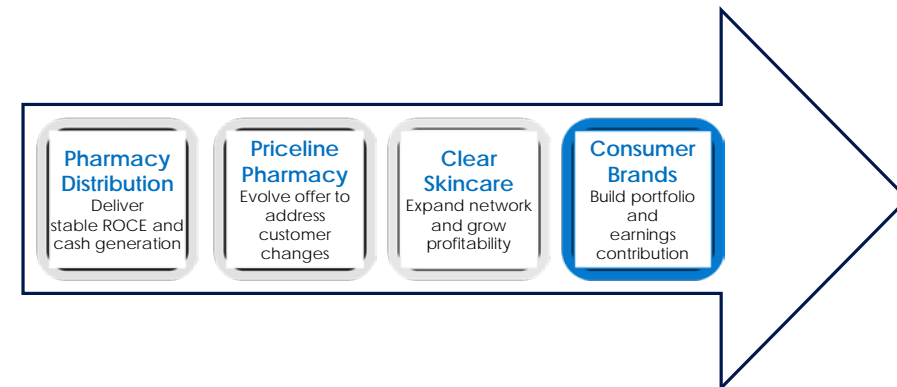 Pharmacy
Distribution
Deliver
stable ROCE and
cash generation
Priceline
Pharmacy
Evolve offer to
address
customer
changes
Clear
Skincare
Expand network
and grow
profitability
Consumer
Brands
Build portfolio
and
earnings
contribution